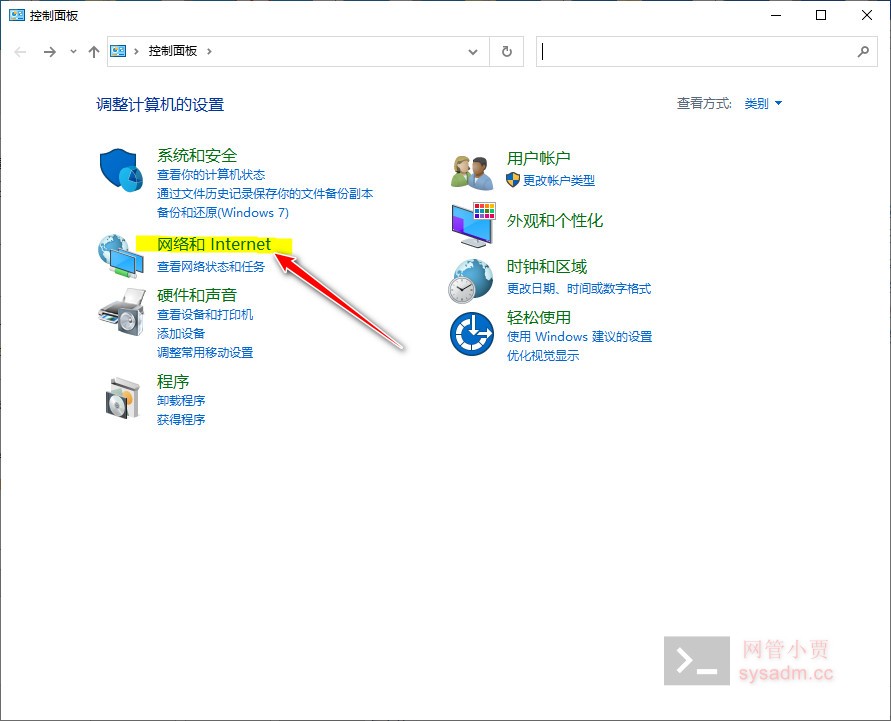 控制面板
控制面板
调整计算机的设置
查看方式: 类别
系统和安全
查看你的计算机状态
通过文件历史记录保存你的文件备份副本
备份和还原(Windows 7)
网络和 Internet
查看网络状态和任务
硬件和声音
查看设备和打印机
添加设备
调整常用移动设置
程序
卸载程序
获得程序
用户帐户
更改帐户类型
外观和个性化
时钟和区域
更改日期、时间或数字格式
轻松使用
使用 Windows 建议的设置
优化视觉显示
网管小贾
sysadm.cc